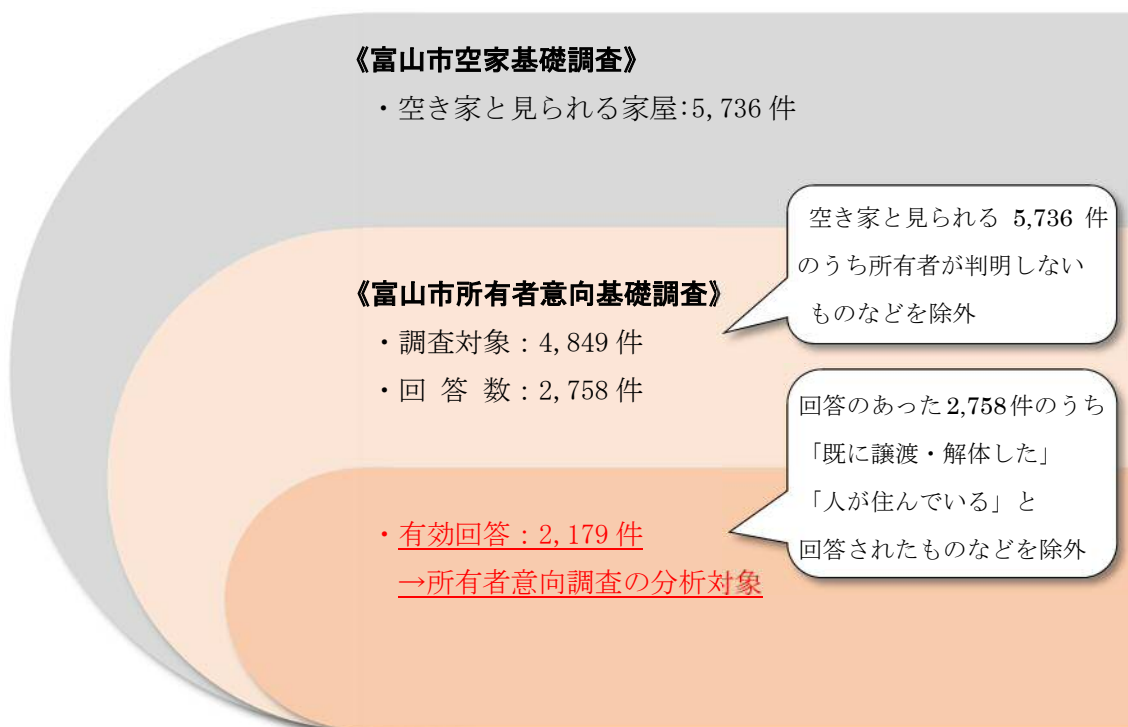 《富山市空家基礎調査》
・空き家と見られる家屋:5,736 件
空き家と見られる 5,736 件
のうち所有者が判明しない
ものなどを除外
《富山市所有者意向基礎調査》
・調査対象：4,849 件
・回 答 数：2,758 件
回答のあった 2,758 件のうち
「既に譲渡・解体した」
「人が住んでいる」と
回答されたものなどを除外
・有効回答：2,179 件
→所有者意向調査の分析対象